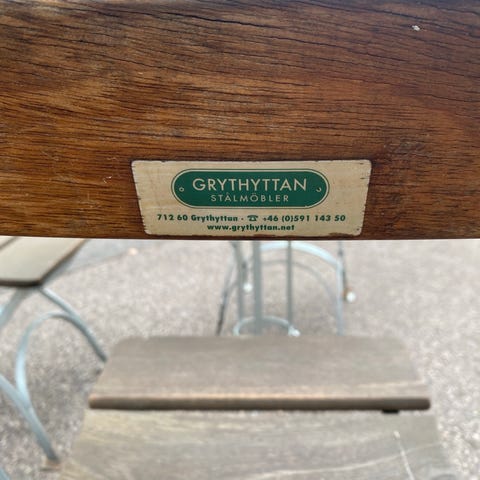 GRYTHYTTAN
STÅLMÖBLER
712 60 Grythyttan · ☎ +46 (0)591 143 50
www.grythyttan.net